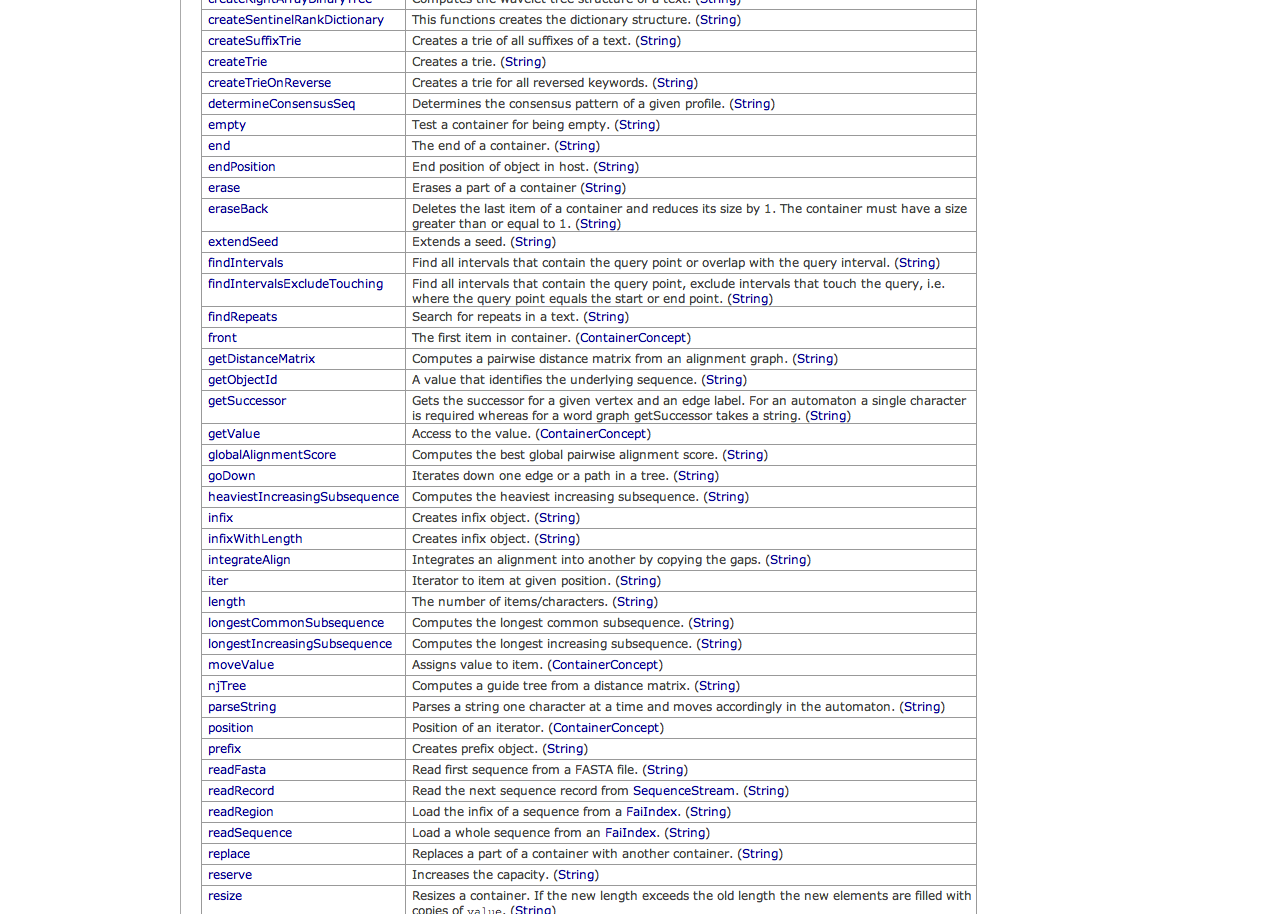 createRightArrayBinaryTree Computes the wavelet tree structure of a text. (String)
createSentinelRankDictionary This functions creates the dictionary structure. (String)
createSuffixTrie Creates a trie of all suffixes of a text. (String)
createTrie Creates a trie. (String)
createTrieOnReverse Creates a trie for all reversed keywords. (String)
determineConsensusSeq Determines the consensus pattern of a given profile. (String)
empty Test a container for being empty. (String)
end The end of a container. (String)
endPosition End position of object in host. (String)
erase Erases a part of a container (String)
eraseBack Deletes the last item of a container and reduces its size by 1. The container must have a size
greater than or equal to 1. (String)
extendSeed Extends a seed. (String)
findIntervals Find all intervals that contain the query point or overlap with the query interval. (String)
findIntervalsExcludeTouching Find all intervals that contain the query point, exclude intervals that touch the query, i.e.
where the query point equals the start or end point. (String)
findRepeats Search for repeats in a text. (String)
front The first item in container. (ContainerConcept)
getDistanceMatrix Computes a pairwise distance matrix from an alignment graph. (String)
getObjectId A value that identifies the underlying sequence. (String)
getSuccessor Gets the successor for a given vertex and an edge label. For an automaton a single character
is required whereas for a word graph getSuccessor takes a string. (String)
getValue Access to the value. (ContainerConcept)
globalAlignmentScore Computes the best global pairwise alignment score. (String)
goDown Iterates down one edge or a path in a tree. (String)
heaviestIncreasingSubsequence Computes the heaviest increasing subsequence. (String)
infix Creates infix object. (String)
infixWithLength Creates infix object. (String)
integrateAlign Integrates an alignment into another by copying the gaps. (String)
iter Iterator to item at given position. (String)
length The number of items/characters. (String)
longestCommonSubsequence Computes the longest common subsequence. (String)
longestIncreasingSubsequence Computes the longest increasing subsequence. (String)
moveValue Assigns value to item. (ContainerConcept)
njTree Computes a guide tree from a distance matrix. (String)
parseString Parses a string one character at a time and moves accordingly in the automaton. (String)
position Position of an iterator. (ContainerConcept)
prefix Creates prefix object. (String)
readFasta Read first sequence from a FASTA file. (String)
readRecord Read the next sequence record from SequenceStream. (String)
readRegion Load the infix of a sequence from a FaiIndex. (String)
readSequence Load a whole sequence from an FaiIndex. (String)
replace Replaces a part of a container with another container. (String)
reserve Increases the capacity. (String)
resize Resizes a container. If the new length exceeds the old length the new elements are filled with
copies of value. (String)